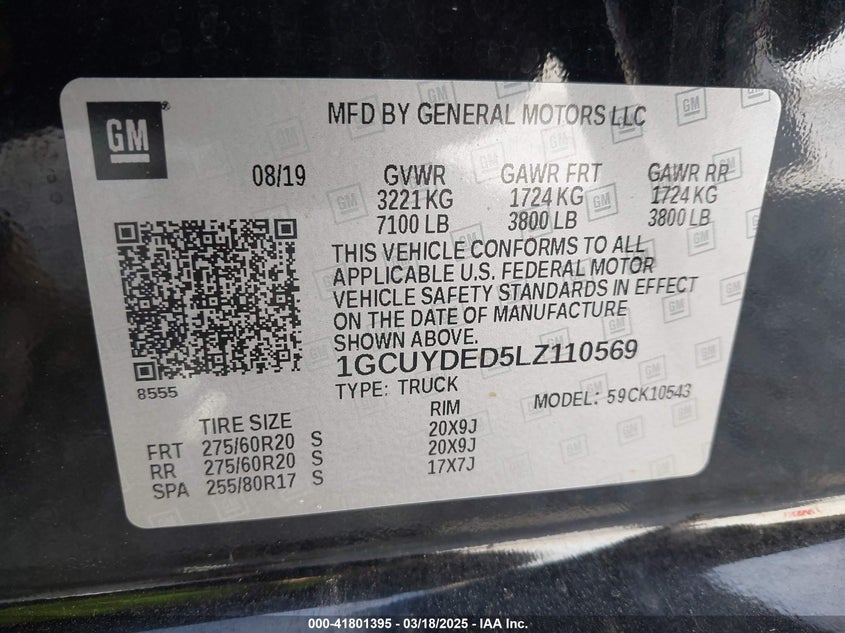 GM
MFD BY GENERAL MOTORS LLC
08/19 GVWR GAWR FRT GAWR RR
3221 KG 1724 KG 1724 KG
7100 LB 3800 LB 3800 LB
THIS VEHICLE CONFORMS TO ALL
APPLICABLE U.S. FEDERAL MOTOR
VEHICLE SAFETY STANDARDS IN EFFECT
ON THE DATE OF MANUFACTURE
SHOWN ABOVE.
1GCUYDED5LZ110569
8555
TYPE: TRUCK MODEL: 59CK10543
TIRE SIZE RIM
FRT 275/60R20 S 20X9J
RR 275/60R20 S 20X9J
SPA 255/80R17 S 17X7J
000-41801395 - 03/18/2025 - IAA Inc.